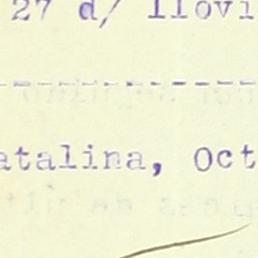 27 d/ llovi
atalina, Oct